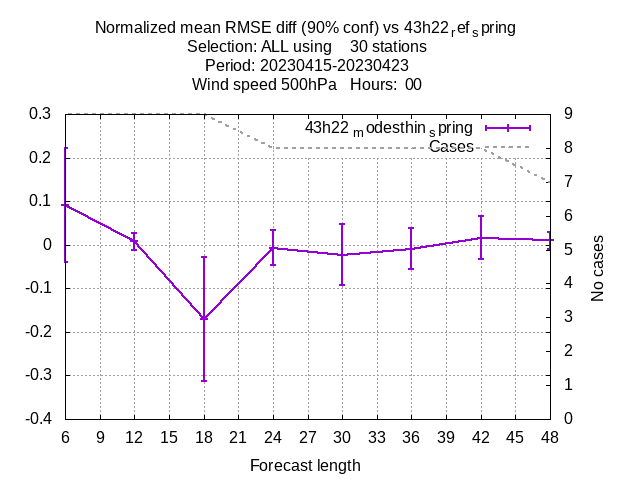 Normalized mean RMSE diff (90% conf) vs 43h22refspring
Selection: ALL using 30 stations
Period: 20230415-20230423
Wind speed 500hPa Hours: 00
43h22modesthinspring
Cases
0.3
0.2
0.1
0
-0.1
-0.2
-0.3
-0.4
9
8
7
6
5
4
3
2
1
0
No cases
6 9 12 15 18 21 24 27 30 33 36 39 42 45 48
Forecast length